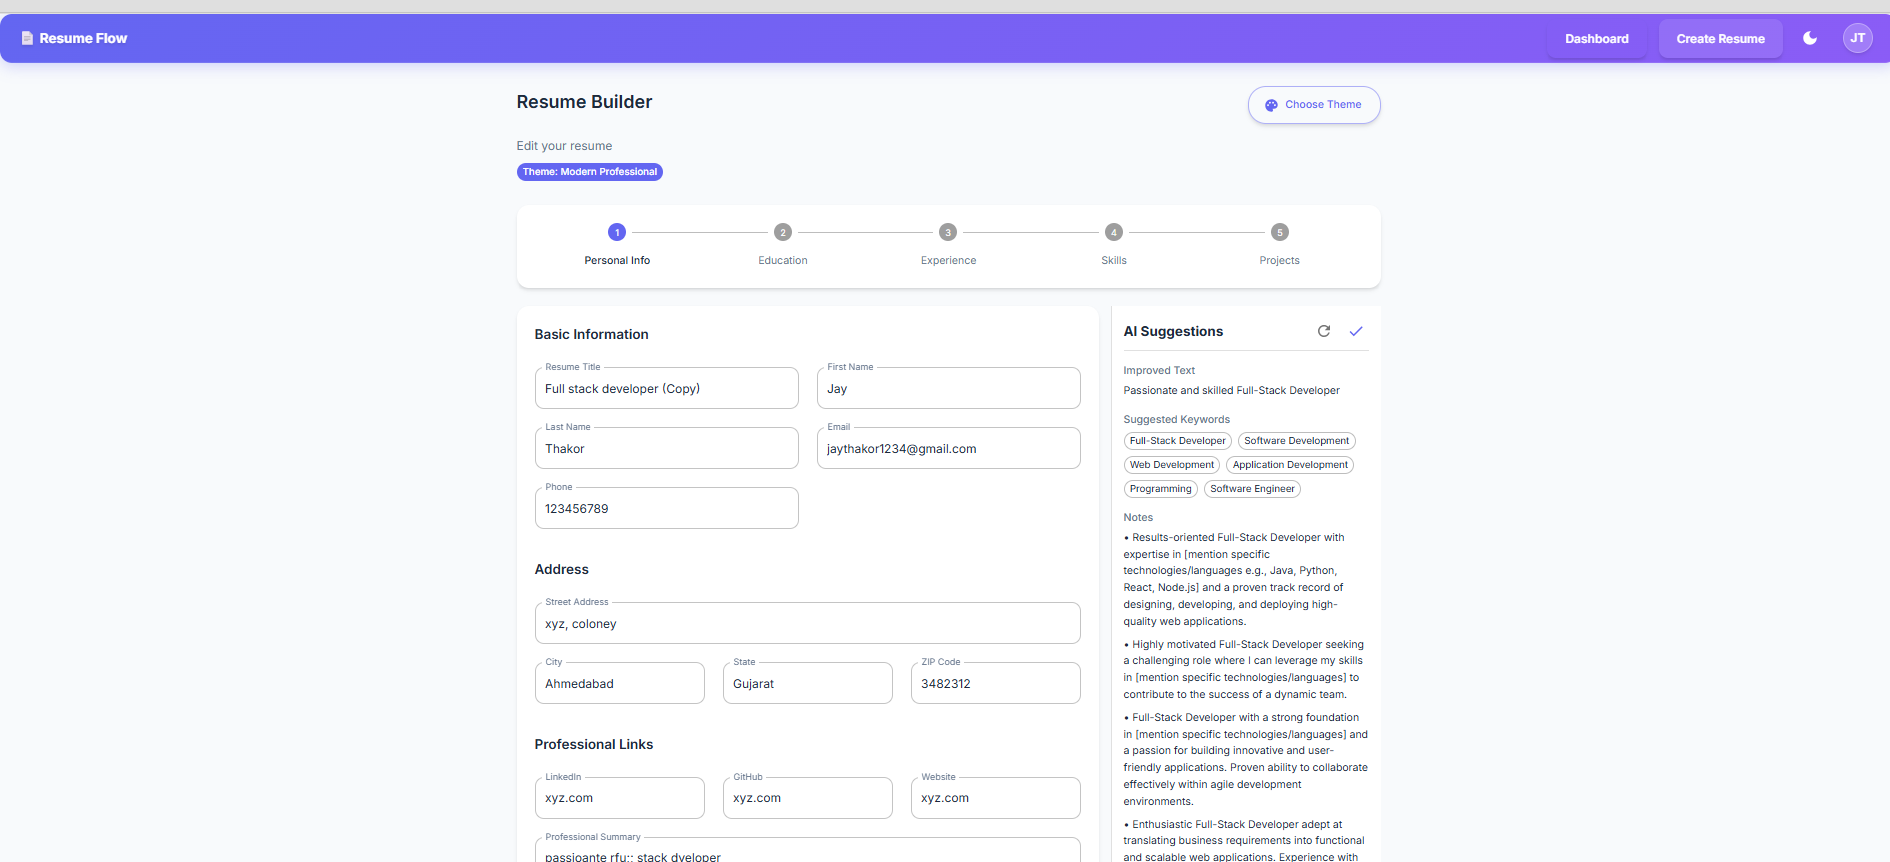 Resume Flow
Dashboard
Create Resume
JT
Resume Builder
Choose Theme
Edit your resume
Theme: Modern Professional
1
2
3
4
5
Personal Info
Education
Experience
Skills
Projects
Basic Information
Resume Title
Full stack developer (Copy)
First Name
Jay
Last Name
Thakor
Email
jaythakor1234@gmail.com
Phone
123456789
Address
Street Address
xyz, coloney
City
Ahmedabad
State
Gujarat
ZIP Code
3482312
Professional Links
LinkedIn
xyz.com
GitHub
xyz.com
Website
xyz.com
Professional Summary
passioante rfu;; stack dveloper
AI Suggestions
Improved Text
Passionate and skilled Full-Stack Developer
Suggested Keywords
Full-Stack Developer
Software Development
Web Development
Application Development
Programming
Software Engineer
Notes
• Results-oriented Full-Stack Developer with
expertise in [mention specific
technologies/languages e.g., Java, Python,
React, Node.js] and a proven track record of
designing, developing, and deploying high-
quality web applications.
• Highly motivated Full-Stack Developer seeking
a challenging role where I can leverage my skills
in [mention specific technologies/languages] to
contribute to the success of a dynamic team.
• Full-Stack Developer with a strong foundation
in [mention specific technologies/languages] and
a passion for building innovative and user-
friendly applications. Proven ability to collaborate
effectively within agile development
environments.
• Enthusiastic Full-Stack Developer adept at
translating business requirements into functional
and scalable web applications. Experience with